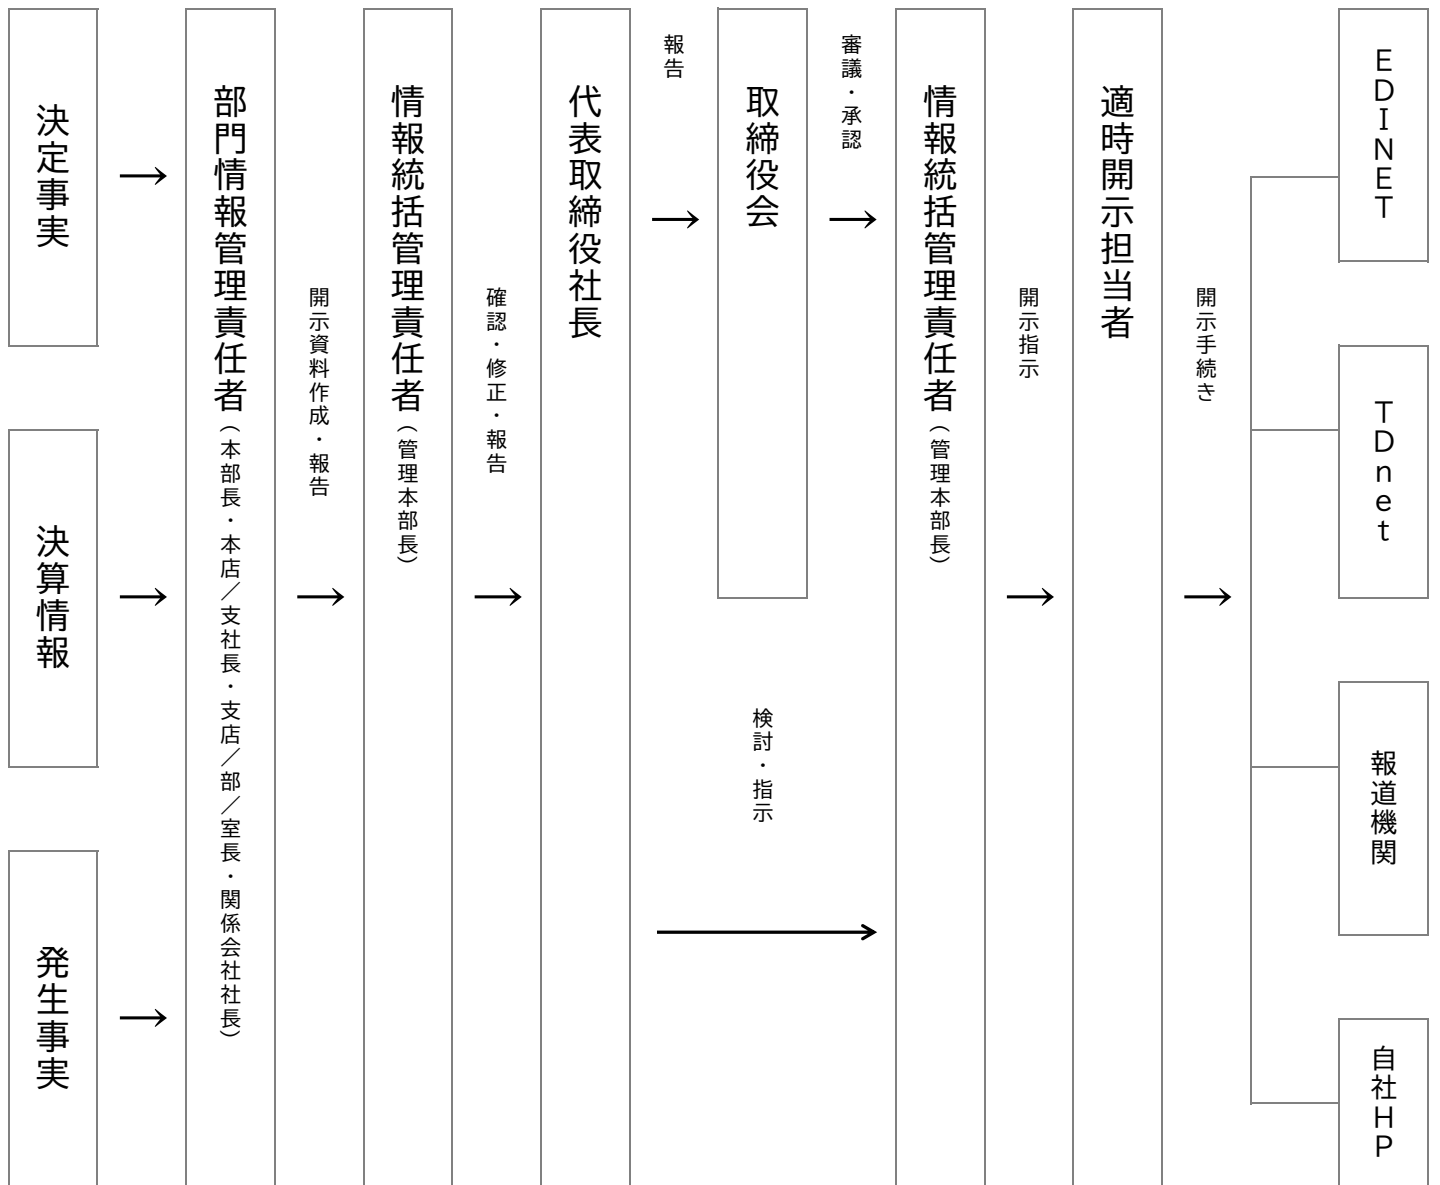 決定事実
決算情報
発生事実
→
→
→
部門情報管理責任者（本部長・本店／支社長・支店／部／室長・関係会社社長）
開示資料作成・報告
→
情報統括管理責任者（管理本部長）
確認・修正・報告
→
代表取締役社長
報告
→
取締役会
審議・承認
→
検討・指示
情報統括管理責任者（管理本部長）
開示指示
→
適時開示担当者
開示手続き
→
ＥＤＩＮＥＴ
ＴＤｎｅｔ
報道機関
自社ＨＰ